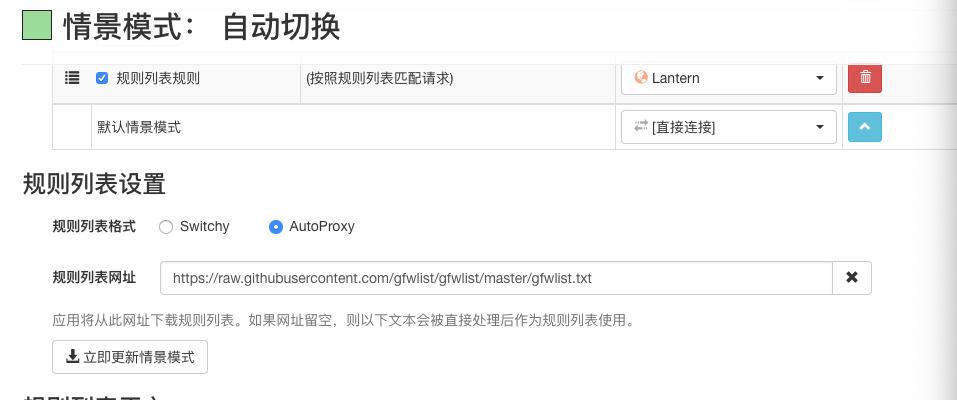 情景模式： 自动切换
规则列表规则 (按照规则列表匹配请求) Lantern
默认情景模式 [直接连接]
规则列表设置
规则列表格式 Switchy AutoProxy
规则列表网址 https://raw.githubusercontent.com/gfwlist/gfwlist/master/gfwlist.txt
应用将从此网址下载规则列表。如果网址留空，则以下文本会被直接处理后作为规则列表使用。
立即更新情景模式